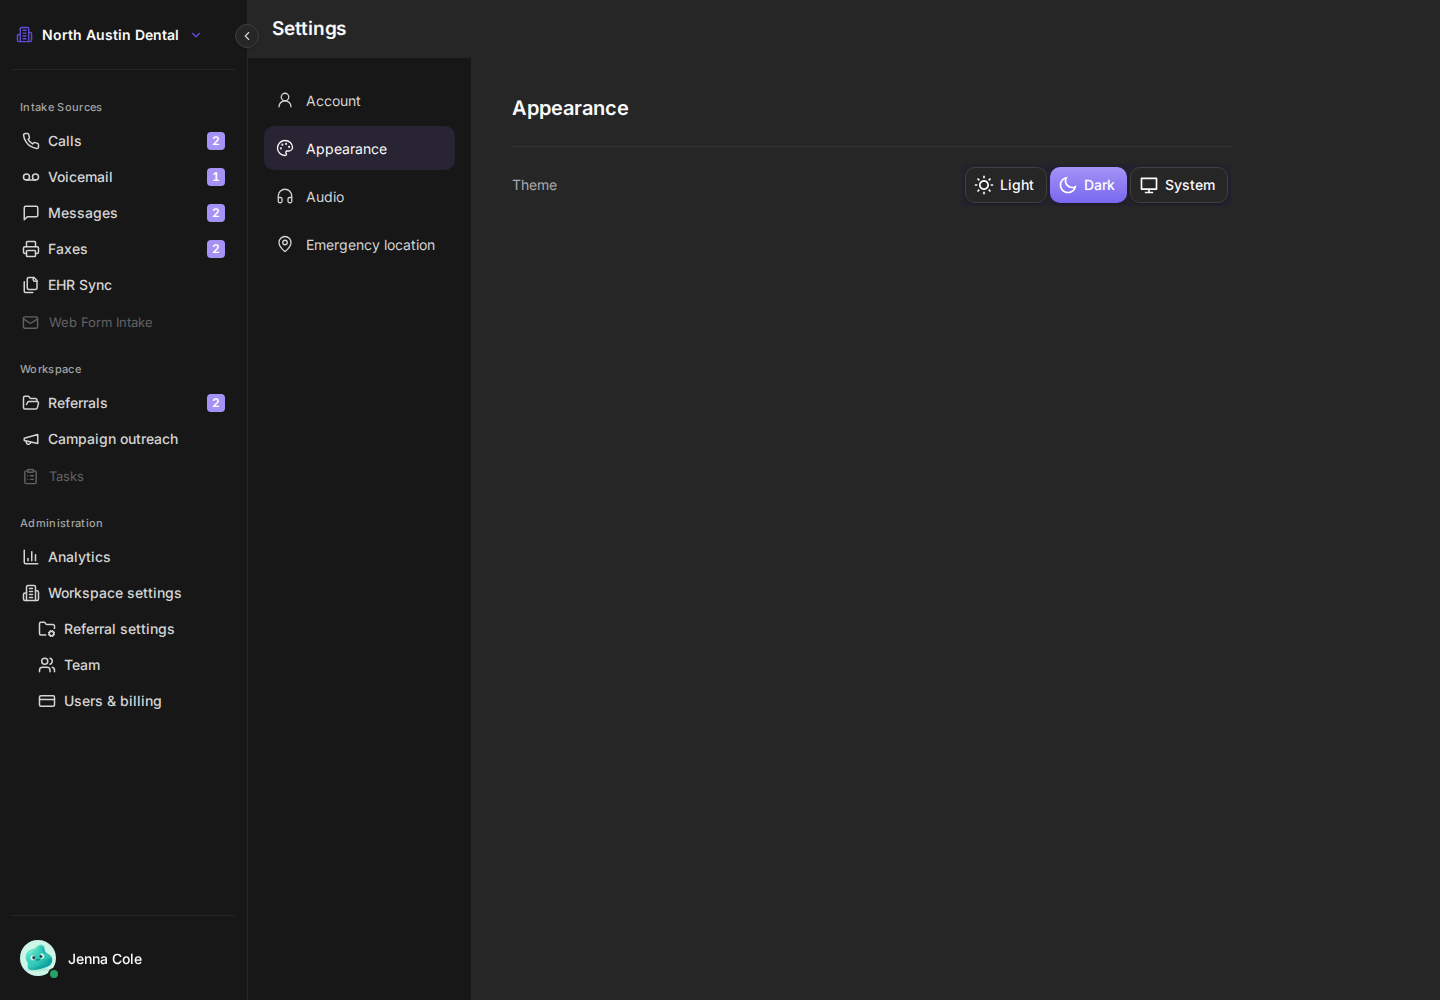 North Austin Dental
Settings
Intake Sources
Calls 2
Voicemail 1
Messages 2
Faxes 2
EHR Sync
Web Form Intake
Workspace
Referrals 2
Campaign outreach
Tasks
Administration
Analytics
Workspace settings
Referral settings
Team
Users & billing
Jenna Cole
Account
Appearance
Audio
Emergency location
Appearance
Theme
Light Dark System